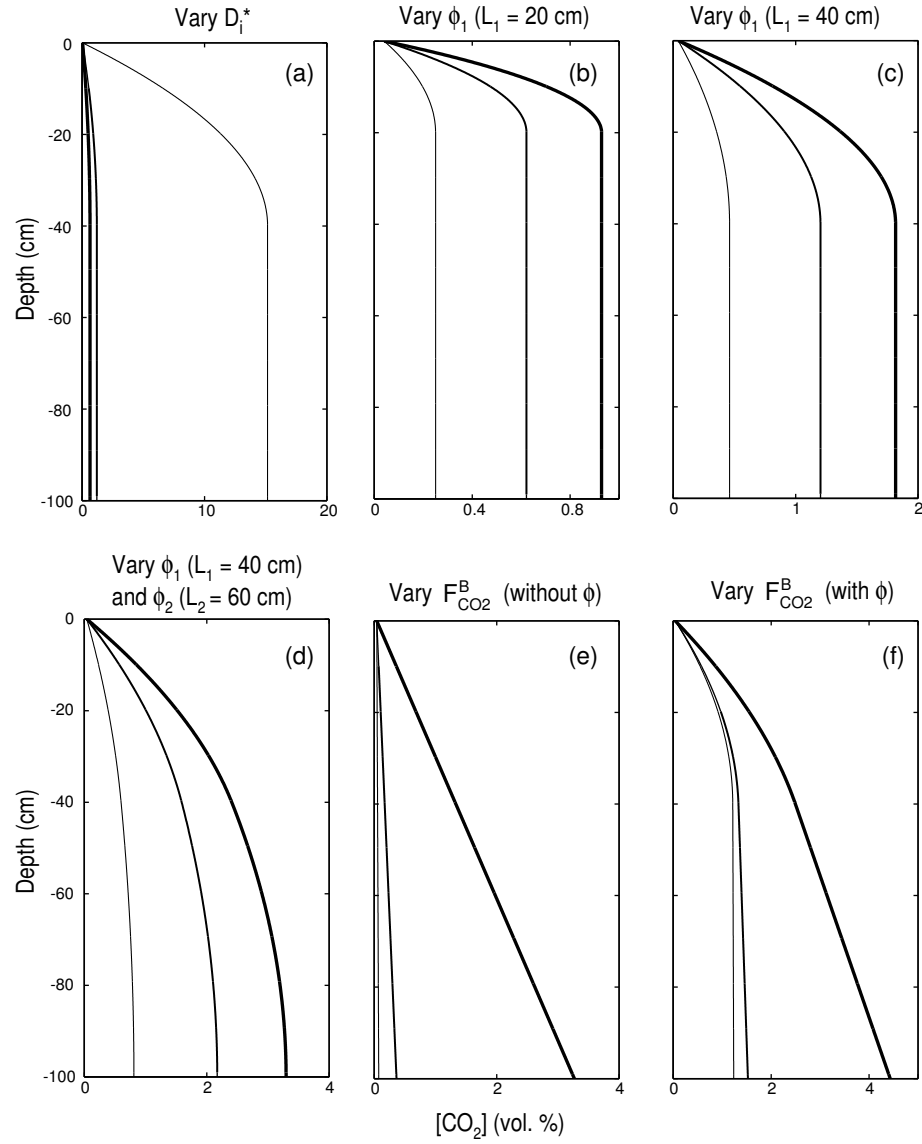 Vary D_i^*
Vary ϕ_1 (L_1 = 20 cm)
Vary ϕ_1 (L_1 = 40 cm)
(a)
(b)
(c)
0
-20
-40
-60
-80
-100
Depth (cm)
0 10 20
0 0.4 0.8
0 1 2
Vary ϕ_1 (L_1 = 40 cm)
and ϕ_2 (L_2 = 60 cm)
Vary F_CO2^B (without ϕ)
Vary F_CO2^B (with ϕ)
(d)
(e)
(f)
0
-20
-40
-60
-80
-100
Depth (cm)
0 2 4
0 2 4
0 2 4
[CO_2] (vol. %)